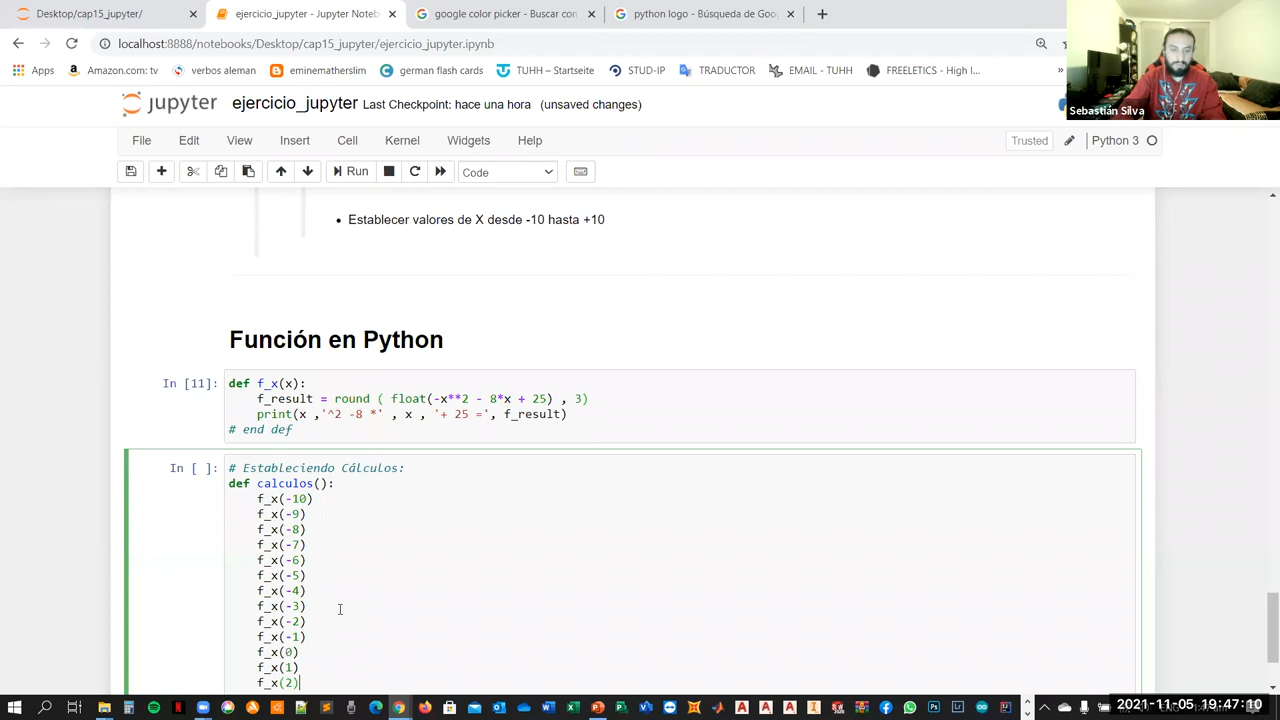 Desktop/cap15_jupyter/
ejercicio_jupyter - Jupyter Noteb
google color picker - Buscar con
python logo - Búsqueda de Goo
localhost:8888/notebooks/Desktop/cap15_jupyter/ejercicio_jupyter.ipynb
Apps
Amazon.com: tv
verbos aleman
eminemathslim
german flash cards
TUHH – Startseite
STUD-IP
TRADUCTOR
EMAIL - TUHH
FREELETICS - High I...
»
Sebastián Silva
jupyter
ejercicio_jupyter Last Checkpoint: hace una hora (unsaved changes)
File Edit View Insert Cell Kernel Widgets Help
Trusted
Python 3
Run
Code
• Establecer valores de X desde -10 hasta +10
Función en Python
In [11]:
def f_x(x):
f_result = round ( float(-x**2 - 8*x + 25) , 3)
print(x ,'^2 -8 *' , x , '+ 25 =', f_result)
# end def
In [ ]:
# Estableciendo Cálculos:
def calculos():
f_x(-10)
f_x(-9)
f_x(-8)
f_x(-7)
f_x(-6)
f_x(-5)
f_x(-4)
f_x(-3)
f_x(-2)
f_x(-1)
f_x(0)
f_x(1)
f_x(2)
2021-11-05 19:47:10